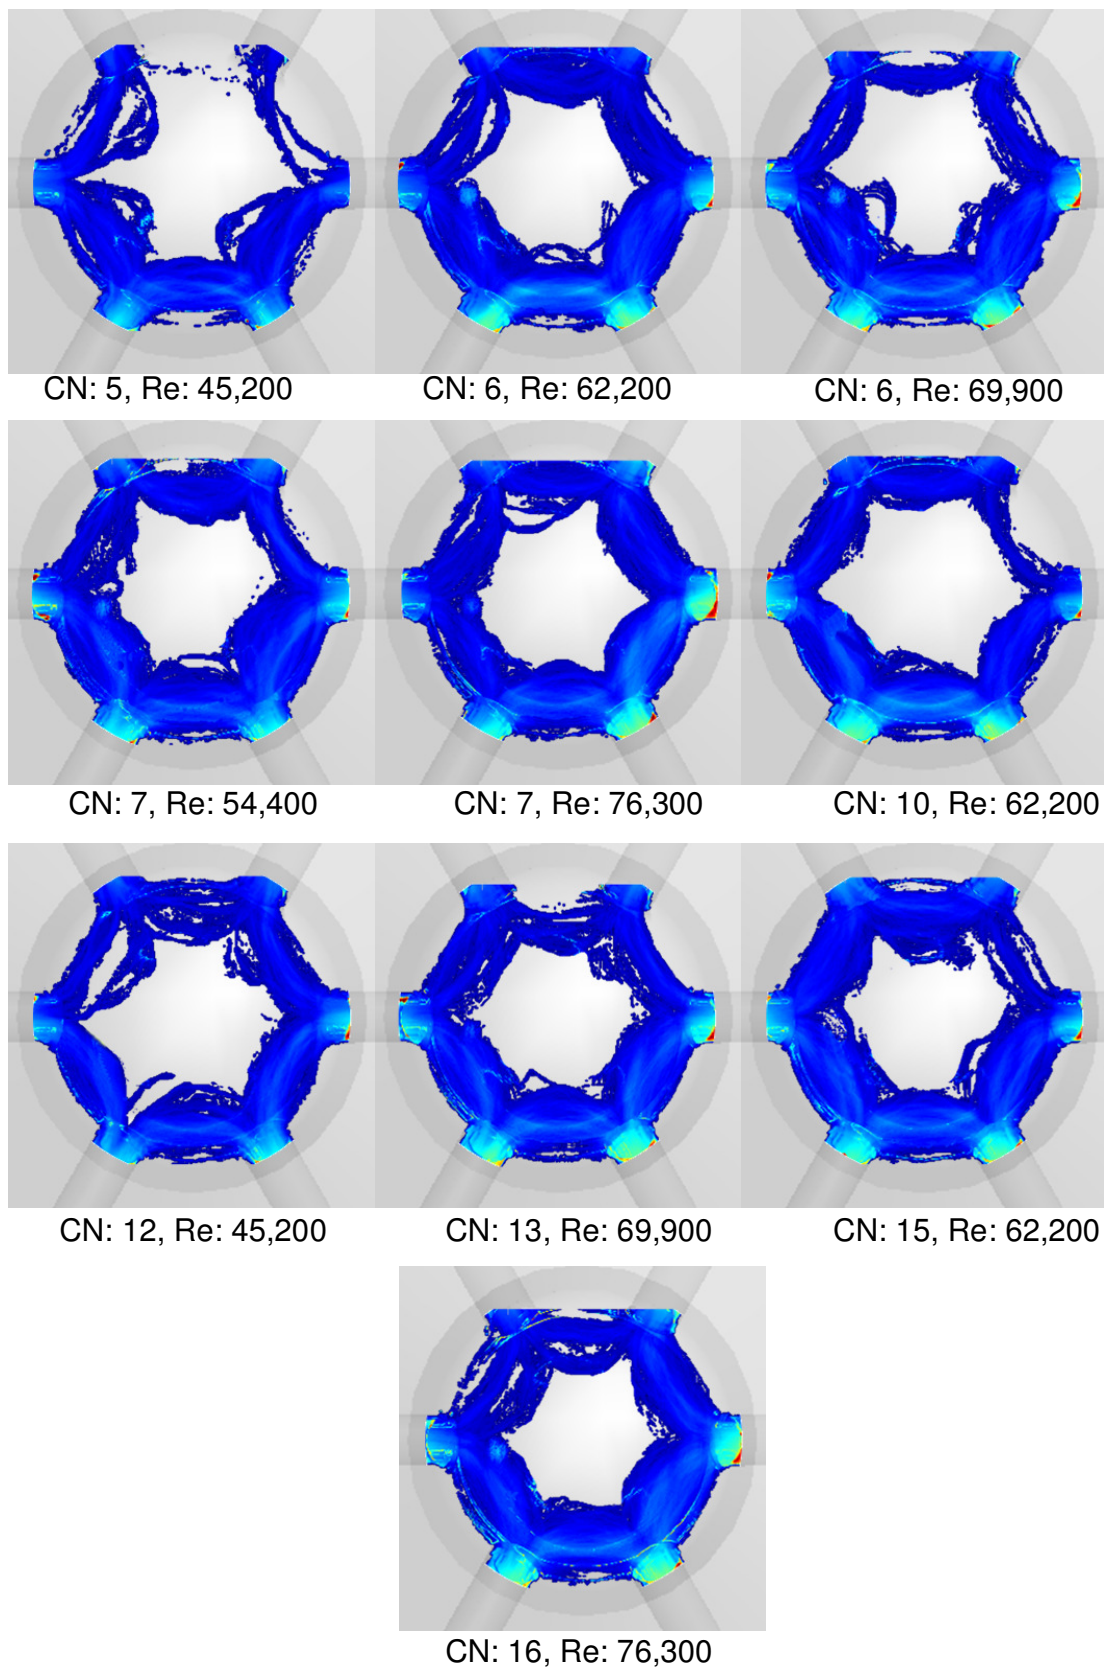 CN: 5, Re: 45,200
CN: 6, Re: 62,200
CN: 6, Re: 69,900
CN: 7, Re: 54,400
CN: 7, Re: 76,300
CN: 10, Re: 62,200
CN: 12, Re: 45,200
CN: 13, Re: 69,900
CN: 15, Re: 62,200
CN: 16, Re: 76,300